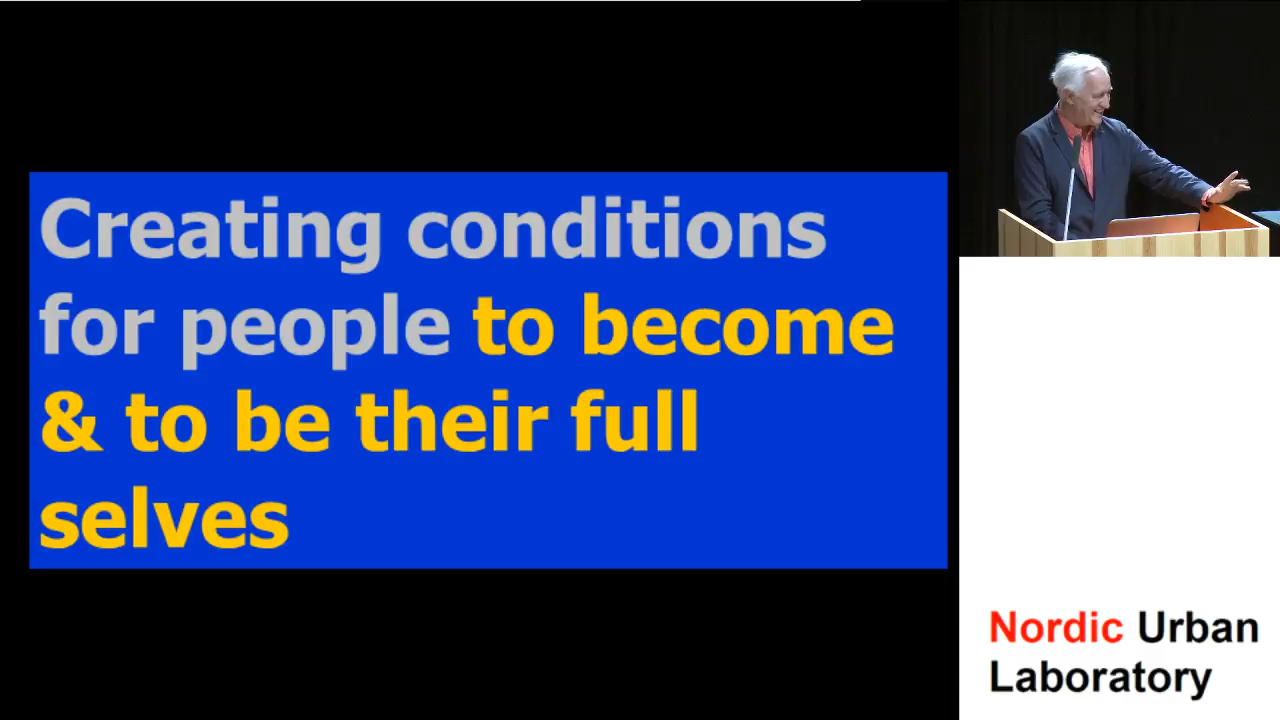 Creating conditions
for people to become
& to be their full
selves
Nordic Urban
Laboratory